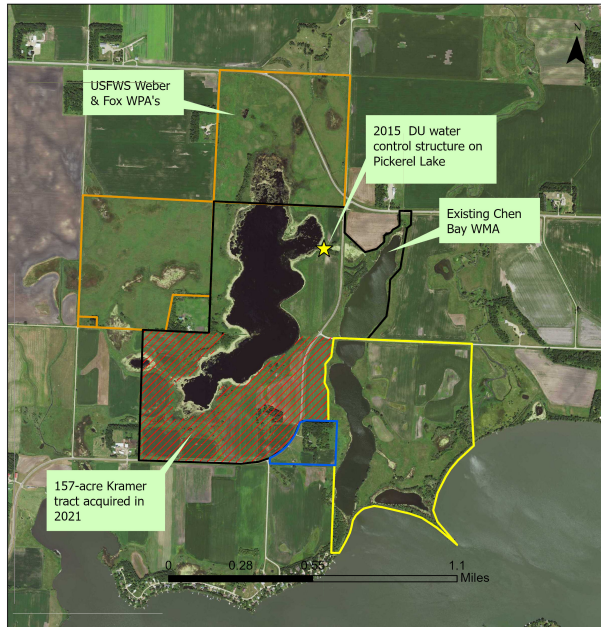 N
USFWS Weber
& Fox WPA's
2015 DU water
control structure on
Pickerel Lake
Existing Chen
Bay WMA
157-acre Kramer
tract acquired in
2021
0 0.28 0.55 1.1
Miles